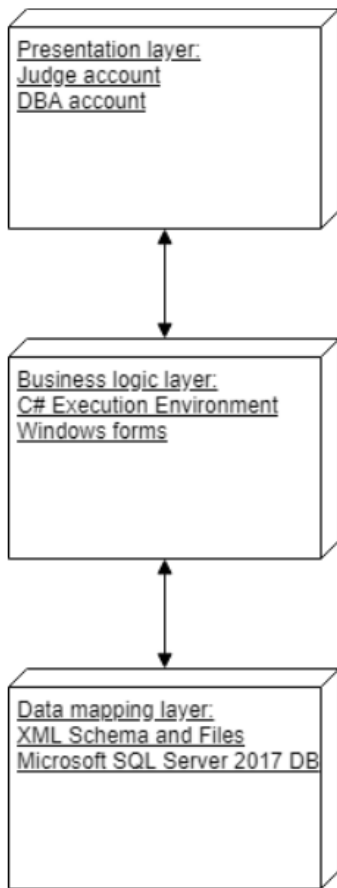 Presentation layer:
Judge account
DBA account
Business logic layer:
C# Execution Environment
Windows forms
Data mapping layer:
XML Schema and Files
Microsoft SQL Server 2017 DB